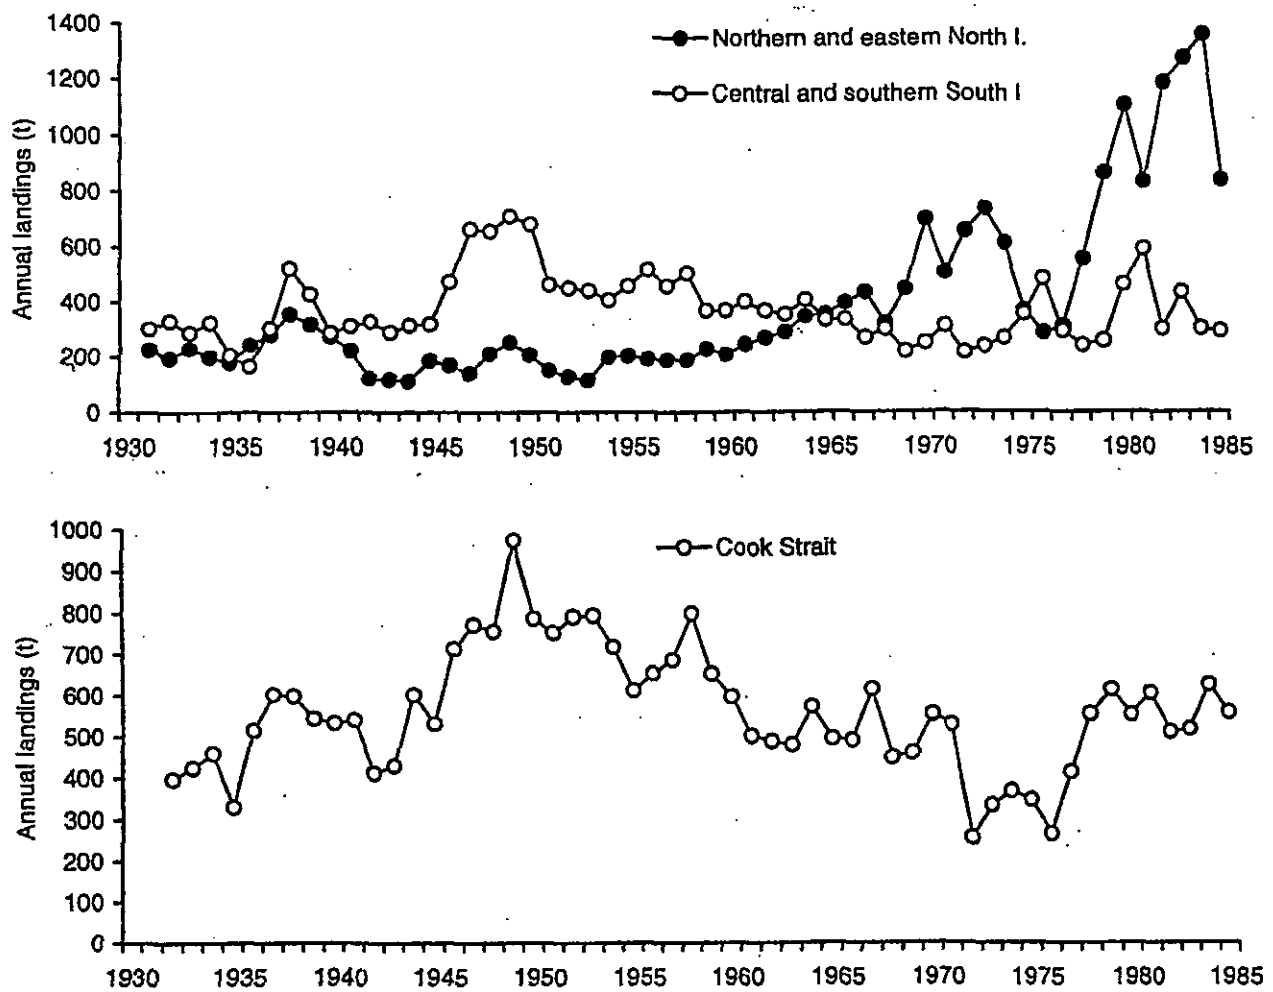 1400
Northern and eastern North I.
1200
Central and southern South I
1000
800
600
400
200
0
Annual landings (t)
1930 1935 1940 1945 1950 1955 1960 1965 1970 1975 1980 1985
1000
Cook Strait
900
800
700
600
500
400
300
200
100
0
Annual landings (t)
1930 1935 1940 1945 1950 1955 1960 1965 1970 1975 1980 1985